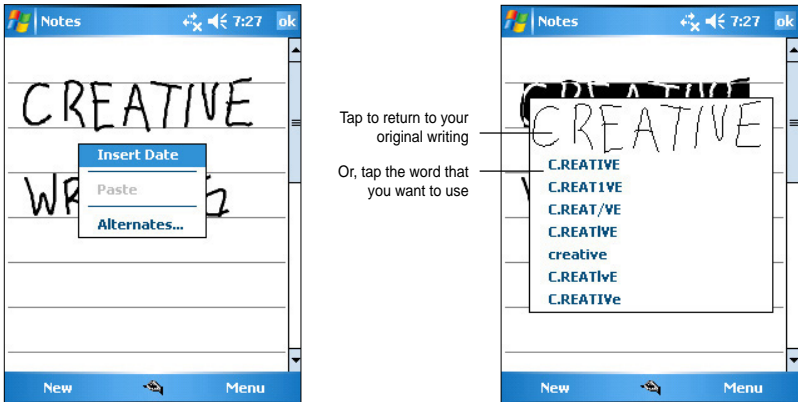 Notes 7:27 ok
CREATIVE
Insert Date
Paste
Alternates...
WR
New Menu
Tap to return to your
original writing
Or, tap the word that
you want to use
Notes 7:27 ok
CREATIVE
C.REATIVE
C.REAT1VE
C.REAT/VE
C.REATlVE
creative
C.REATlvE
C.REATIVe
New Menu